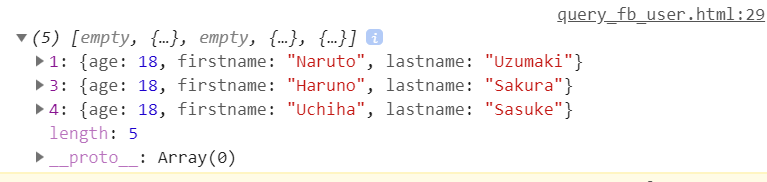 query_fb_user.html:29
▼(5) [empty, {…}, empty, {…}, {…}] i
▶1: {age: 18, firstname: "Naruto", lastname: "Uzumaki"}
▶3: {age: 18, firstname: "Haruno", lastname: "Sakura"}
▶4: {age: 18, firstname: "Uchiha", lastname: "Sasuke"}
length: 5
▶__proto__: Array(0)